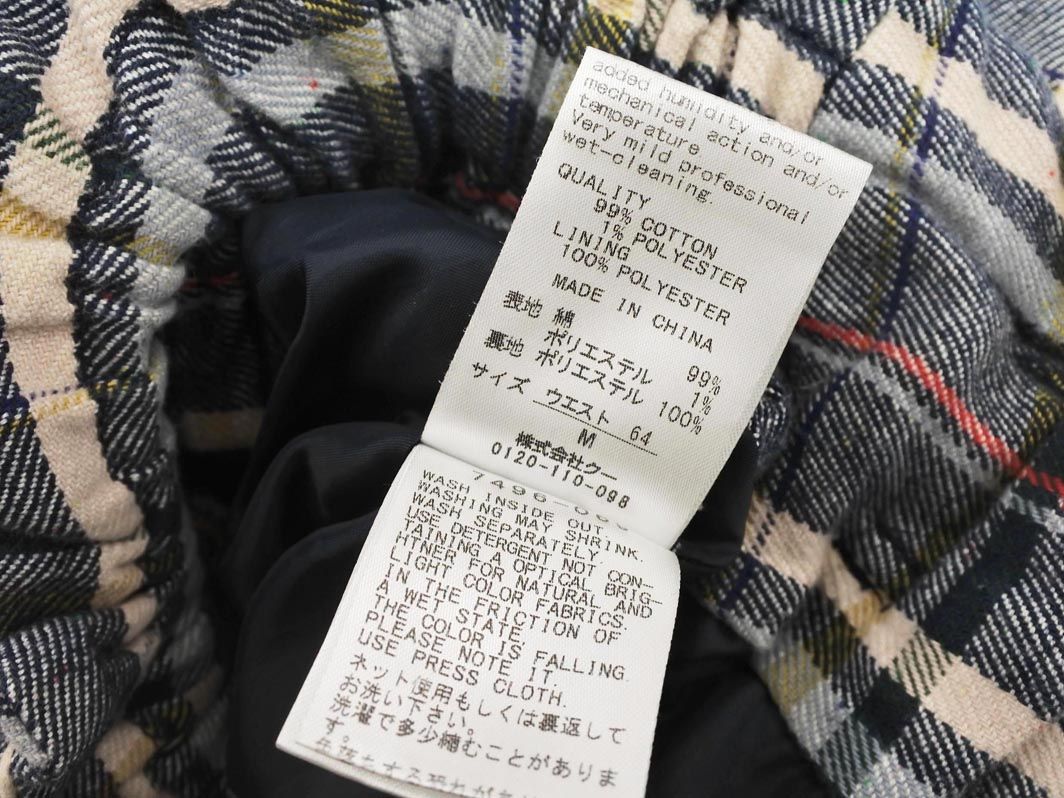 added humidity and/or
mechanical action and/or
temperature
Very mild professional
wet-cleaning.
QUALITY
99% COTTON
1% POLYESTER
LINING
100% POLYESTER
MADE IN CHINA
表地 綿 99%
ポリエステル 1%
裏地 ポリエステル 100%
サイズ ウエスト 64
M
株式会社クー
0120-110-098
7496-
WASH INSIDE OUT.
WASHING MAY SHRINK.
USE SEPARATELY.
TAIN DETERGENT NOT CON-
HTINING A OPTICAL BRIG-
LINER FOR NATURAL AND
LIGHT COLOR FABRICS.
IN THE FRICTION OF
A WET STATE,
THE COLOR IS FALLING.
PLEASE NOTE IT.
USE PRESS CLOTH.
ネット使用もしくは裏返して
お洗い下さい。
洗濯で多少縮むことがありま
す。